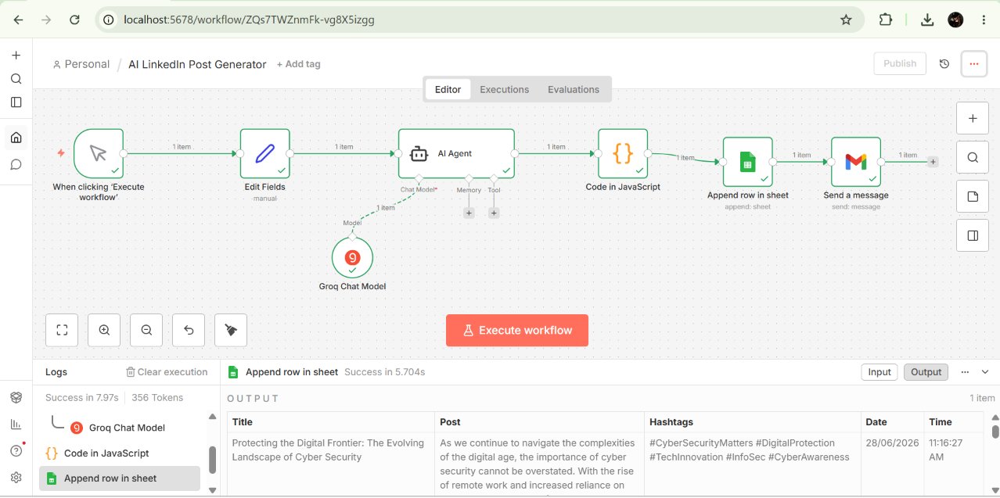 localhost:5678/workflow/ZQs7TWZnmFk-vg8X5izgg
Personal / AI LinkedIn Post Generator + Add tag
Publish
Editor Executions Evaluations
1 item 1 item 1 item 1 item 1 item 1 item
AI Agent
When clicking ‘Execute workflow’
Edit Fields
manual
Chat Model* Memory Tool
Code in JavaScript
Append row in sheet
append: sheet
Send a message
send: message
1 item
Model
Groq Chat Model
Execute workflow
Logs Clear execution
Append row in sheet Success in 5.704s Input Output
Success in 7.97s 356 Tokens
OUTPUT 1 item
Groq Chat Model
Code in JavaScript
Append row in sheet
Title Post Hashtags Date Time
Protecting the Digital Frontier: The Evolving
Landscape of Cyber Security
As we continue to navigate the complexities
of the digital age, the importance of cyber
security cannot be overstated. With the rise
of remote work and increased reliance on
#CyberSecurityMatters #DigitalProtection
#TechInnovation #InfoSec #CyberAwareness
28/06/2026
11:16:27
AM